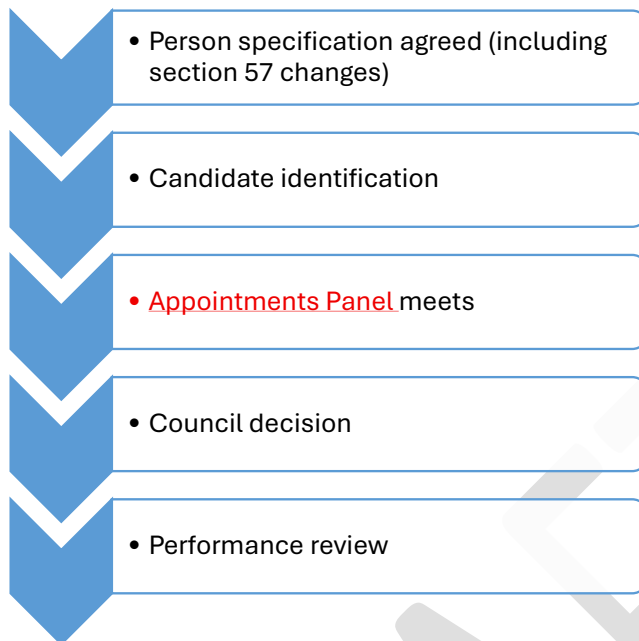 • Person specification agreed (including
section 57 changes)
• Candidate identification
• Appointments Panel meets
• Council decision
• Performance review